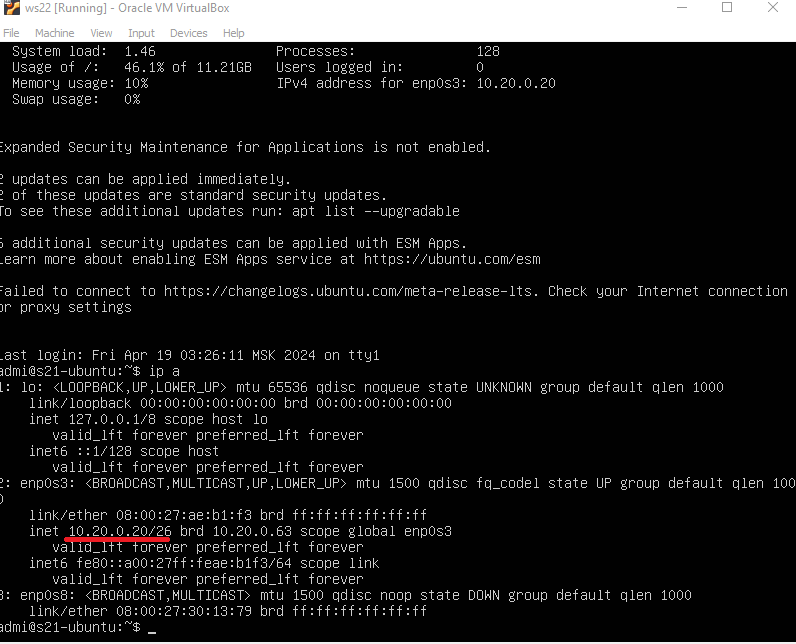 ws22 [Running] - Oracle VM VirtualBox
File Machine View Input Devices Help
System load: 1.46 Processes: 128
Usage of /: 46.1% of 11.21GB Users logged in: 0
Memory usage: 10% IPv4 address for enp0s3: 10.20.0.20
Swap usage: 0%
Expanded Security Maintenance for Applications is not enabled.
2 updates can be applied immediately.
2 of these updates are standard security updates.
To see these additional updates run: apt list --upgradable
6 additional security updates can be applied with ESM Apps.
Learn more about enabling ESM Apps service at https://ubuntu.com/esm
Failed to connect to https://changelogs.ubuntu.com/meta-release-lts. Check your Internet connection
or proxy settings
Last login: Fri Apr 19 03:26:11 MSK 2024 on tty1
admi@s21-ubuntu:~$ ip a
1: lo: <LOOPBACK,UP,LOWER_UP> mtu 65536 qdisc noqueue state UNKNOWN group default qlen 1000
link/loopback 00:00:00:00:00:00 brd 00:00:00:00:00:00
inet 127.0.0.1/8 scope host lo
valid_lft forever preferred_lft forever
inet6 ::1/128 scope host
valid_lft forever preferred_lft forever
2: enp0s3: <BROADCAST,MULTICAST,UP,LOWER_UP> mtu 1500 qdisc fq_codel state UP group default qlen 100
0
link/ether 08:00:27:ae:b1:f3 brd ff:ff:ff:ff:ff:ff
inet 10.20.0.20/26 brd 10.20.0.63 scope global enp0s3
valid_lft forever preferred_lft forever
inet6 fe80::a00:27ff:feae:b1f3/64 scope link
valid_lft forever preferred_lft forever
3: enp0s8: <BROADCAST,MULTICAST> mtu 1500 qdisc noop state DOWN group default qlen 1000
link/ether 08:00:27:30:13:79 brd ff:ff:ff:ff:ff:ff
admi@s21-ubuntu:~$ _